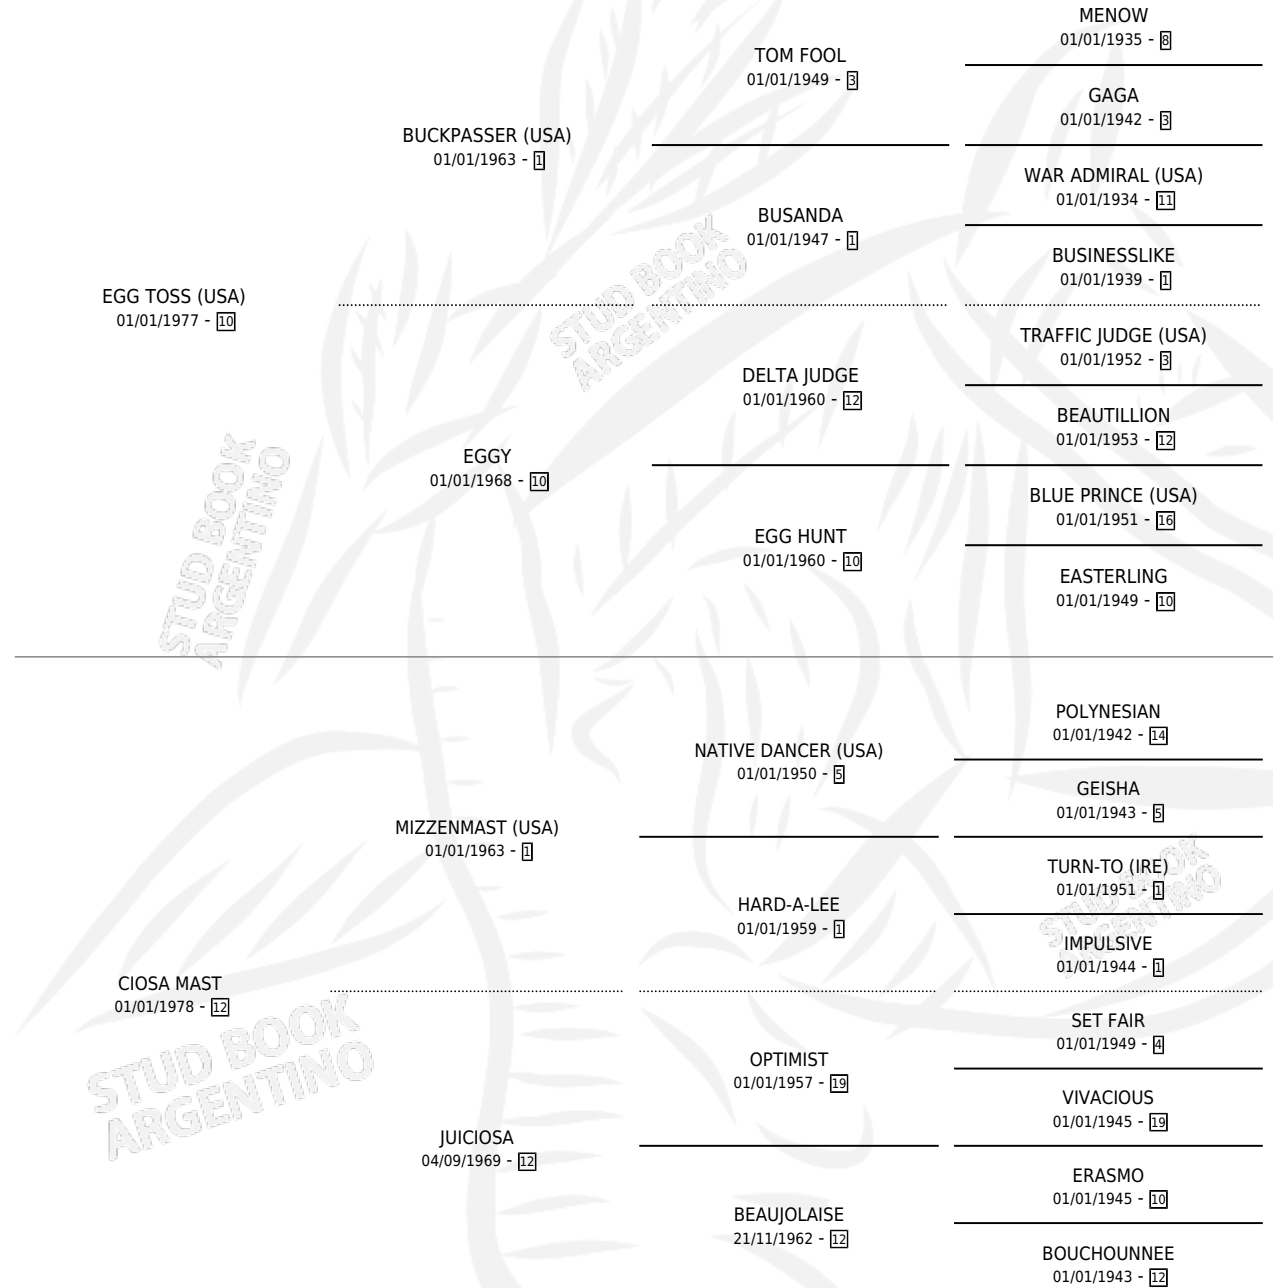 MENOW
01/01/1935 - 8
TOM FOOL
01/01/1949 - 3
GAGA
01/01/1942 - 3
BUCKPASSER (USA)
01/01/1963 - 1
WAR ADMIRAL (USA)
01/01/1934 - 11
BUSANDA
01/01/1947 - 1
BUSINESSLIKE
01/01/1939 - 1
EGG TOSS (USA)
01/01/1977 - 10
STUD BOOK
ARGENTINO
TRAFFIC JUDGE (USA)
01/01/1952 - 3
DELTA JUDGE
01/01/1960 - 12
BEAUTILLION
01/01/1953 - 12
EGGY
01/01/1968 - 10
BLUE PRINCE (USA)
01/01/1951 - 16
EGG HUNT
01/01/1960 - 10
EASTERLING
01/01/1949 - 10
STUD BOOK
ARGENTINO
POLYNESIAN
01/01/1942 - 14
NATIVE DANCER (USA)
01/01/1950 - 5
GEISHA
01/01/1943 - 5
MIZZENMAST (USA)
01/01/1963 - 1
TURN-TO (IRE)
01/01/1951 - 1
HARD-A-LEE
01/01/1959 - 1
STUD BOOK
ARGENTINO
IMPULSIVE
01/01/1944 - 1
CIOSA MAST
01/01/1978 - 12
SET FAIR
01/01/1949 - 4
OPTIMIST
01/01/1957 - 19
STUD BOOK
ARGENTINO
VIVACIOUS
01/01/1945 - 19
JUICIOSA
04/09/1969 - 12
ERASMO
01/01/1945 - 10
BEAUJOLAISE
21/11/1962 - 12
BOUCHOUNNEE
01/01/1943 - 12